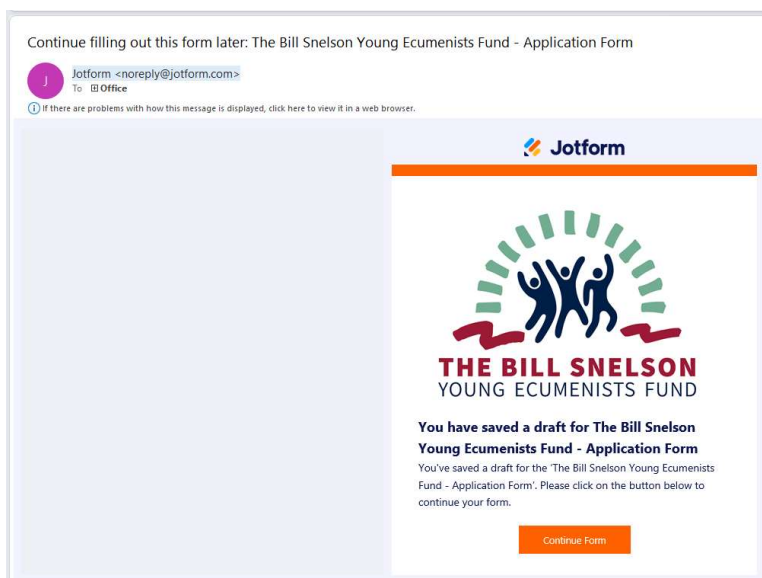 Continue filling out this form later: The Bill Snelson Young Ecumenists Fund - Application Form
J
Jotform <noreply@jotform.com>
To Office
If there are problems with how this message is displayed, click here to view it in a web browser.
Jotform
THE BILL SNELSON
YOUNG ECUMENISTS FUND
You have saved a draft for The Bill Snelson
Young Ecumenists Fund - Application Form
You've saved a draft for the 'The Bill Snelson Young Ecumenists
Fund - Application Form'. Please click on the button below to
continue your form.
Continue Form